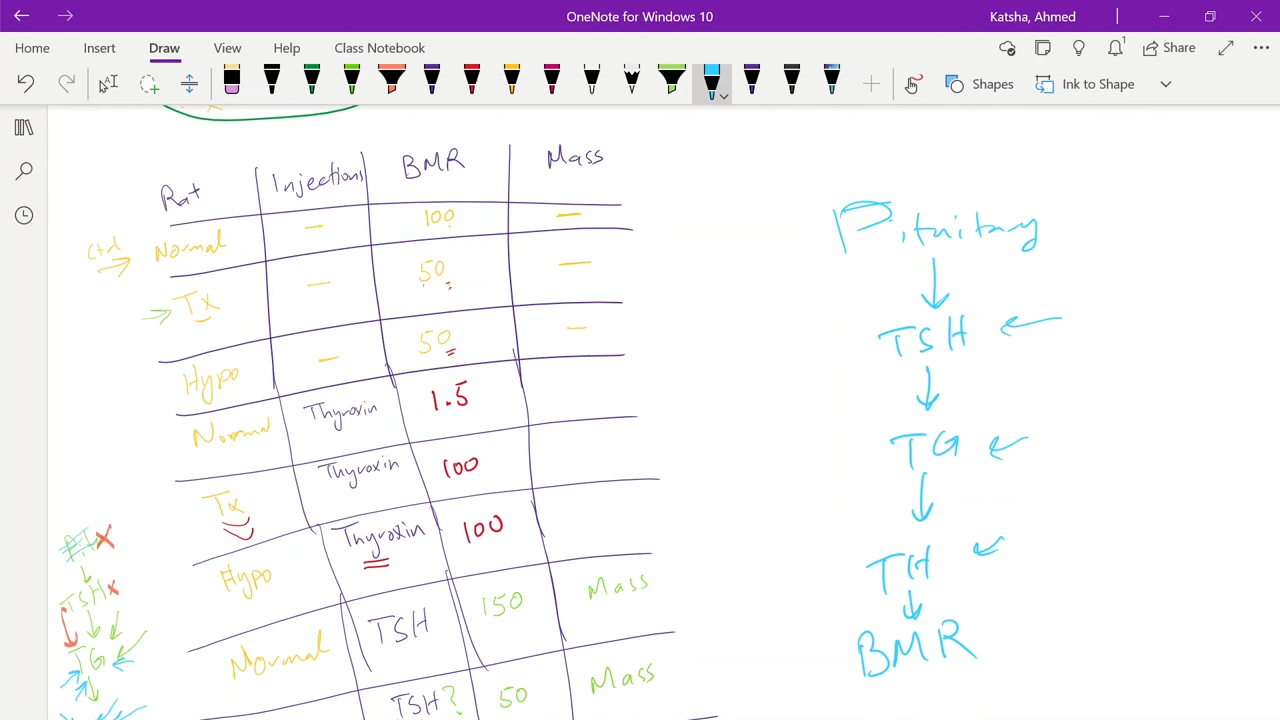 OneNote for Windows 10
Katsha, Ahmed
Home Insert Draw View Help Class Notebook
Share
Shapes
Ink to Shape
Rat Injections BMR Mass
Ctrl Normal - 100 -
Tx - 50 -
Hypo - 50 -
Normal Thyroxin 1.5
Tx Thyroxin 100
Hypo Thyroxin 100
Normal TSH 150 Mass
TSH? 50 Mass
TSH
TG
Pituitary
TSH
TG
TH
BMR